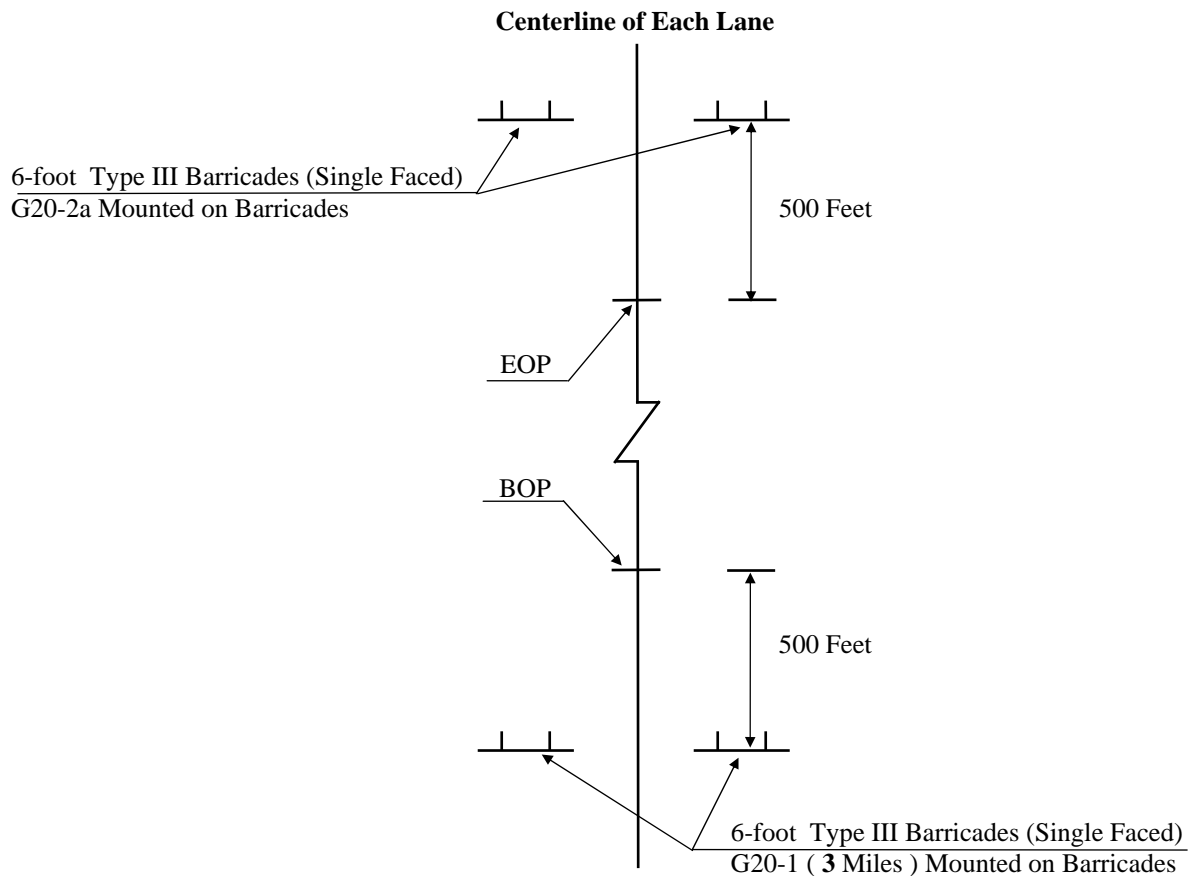 Centerline of Each Lane
6-foot Type III Barricades (Single Faced)
G20-2a Mounted on Barricades
500 Feet
EOP
BOP
500 Feet
6-foot Type III Barricades (Single Faced)
G20-1 ( 3 Miles ) Mounted on Barricades